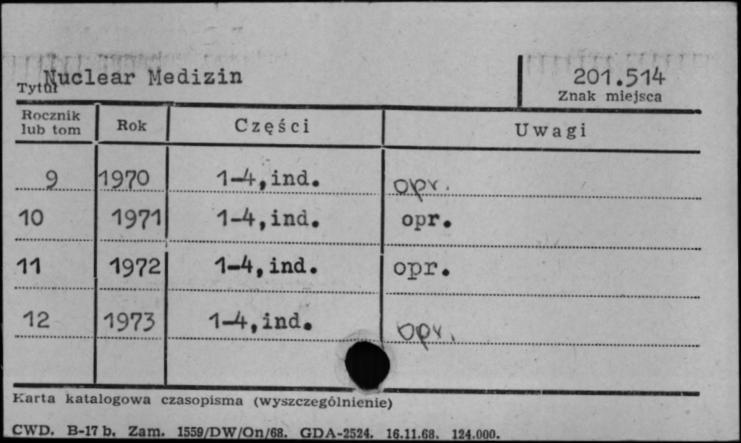 Tytuł Nuclear Medizin
201.514
Znak miejsca
Rocznik lub tom Rok Części Uwagi
9 1970 1-4,ind. opr.
10 1971 1-4,ind. opr.
11 1972 1-4,ind. opr.
12 1973 1-4,ind. opr.
Karta katalogowa czasopisma (wyszczególnienie)
CWD. B-17 b. Zam. 1559/DW/On/68. GDA-2524. 16.11.68. 124.000.